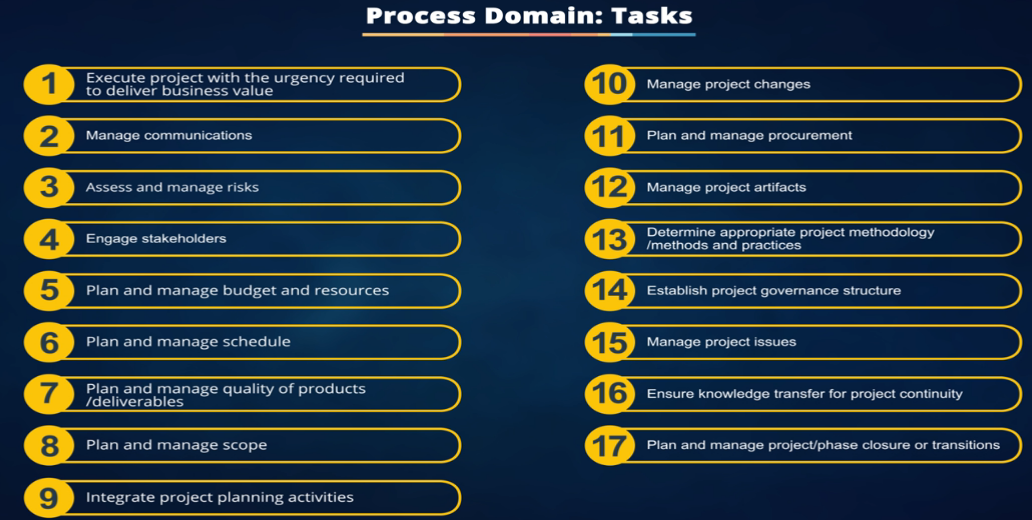 Process Domain: Tasks
1
Execute project with the urgency required
to deliver business value
2
Manage communications
3
Assess and manage risks
4
Engage stakeholders
5
Plan and manage budget and resources
6
Plan and manage schedule
7
Plan and manage quality of products
/deliverables
8
Plan and manage scope
9
Integrate project planning activities
10
Manage project changes
11
Plan and manage procurement
12
Manage project artifacts
13
Determine appropriate project methodology
/methods and practices
14
Establish project governance structure
15
Manage project issues
16
Ensure knowledge transfer for project continuity
17
Plan and manage project/phase closure or transitions